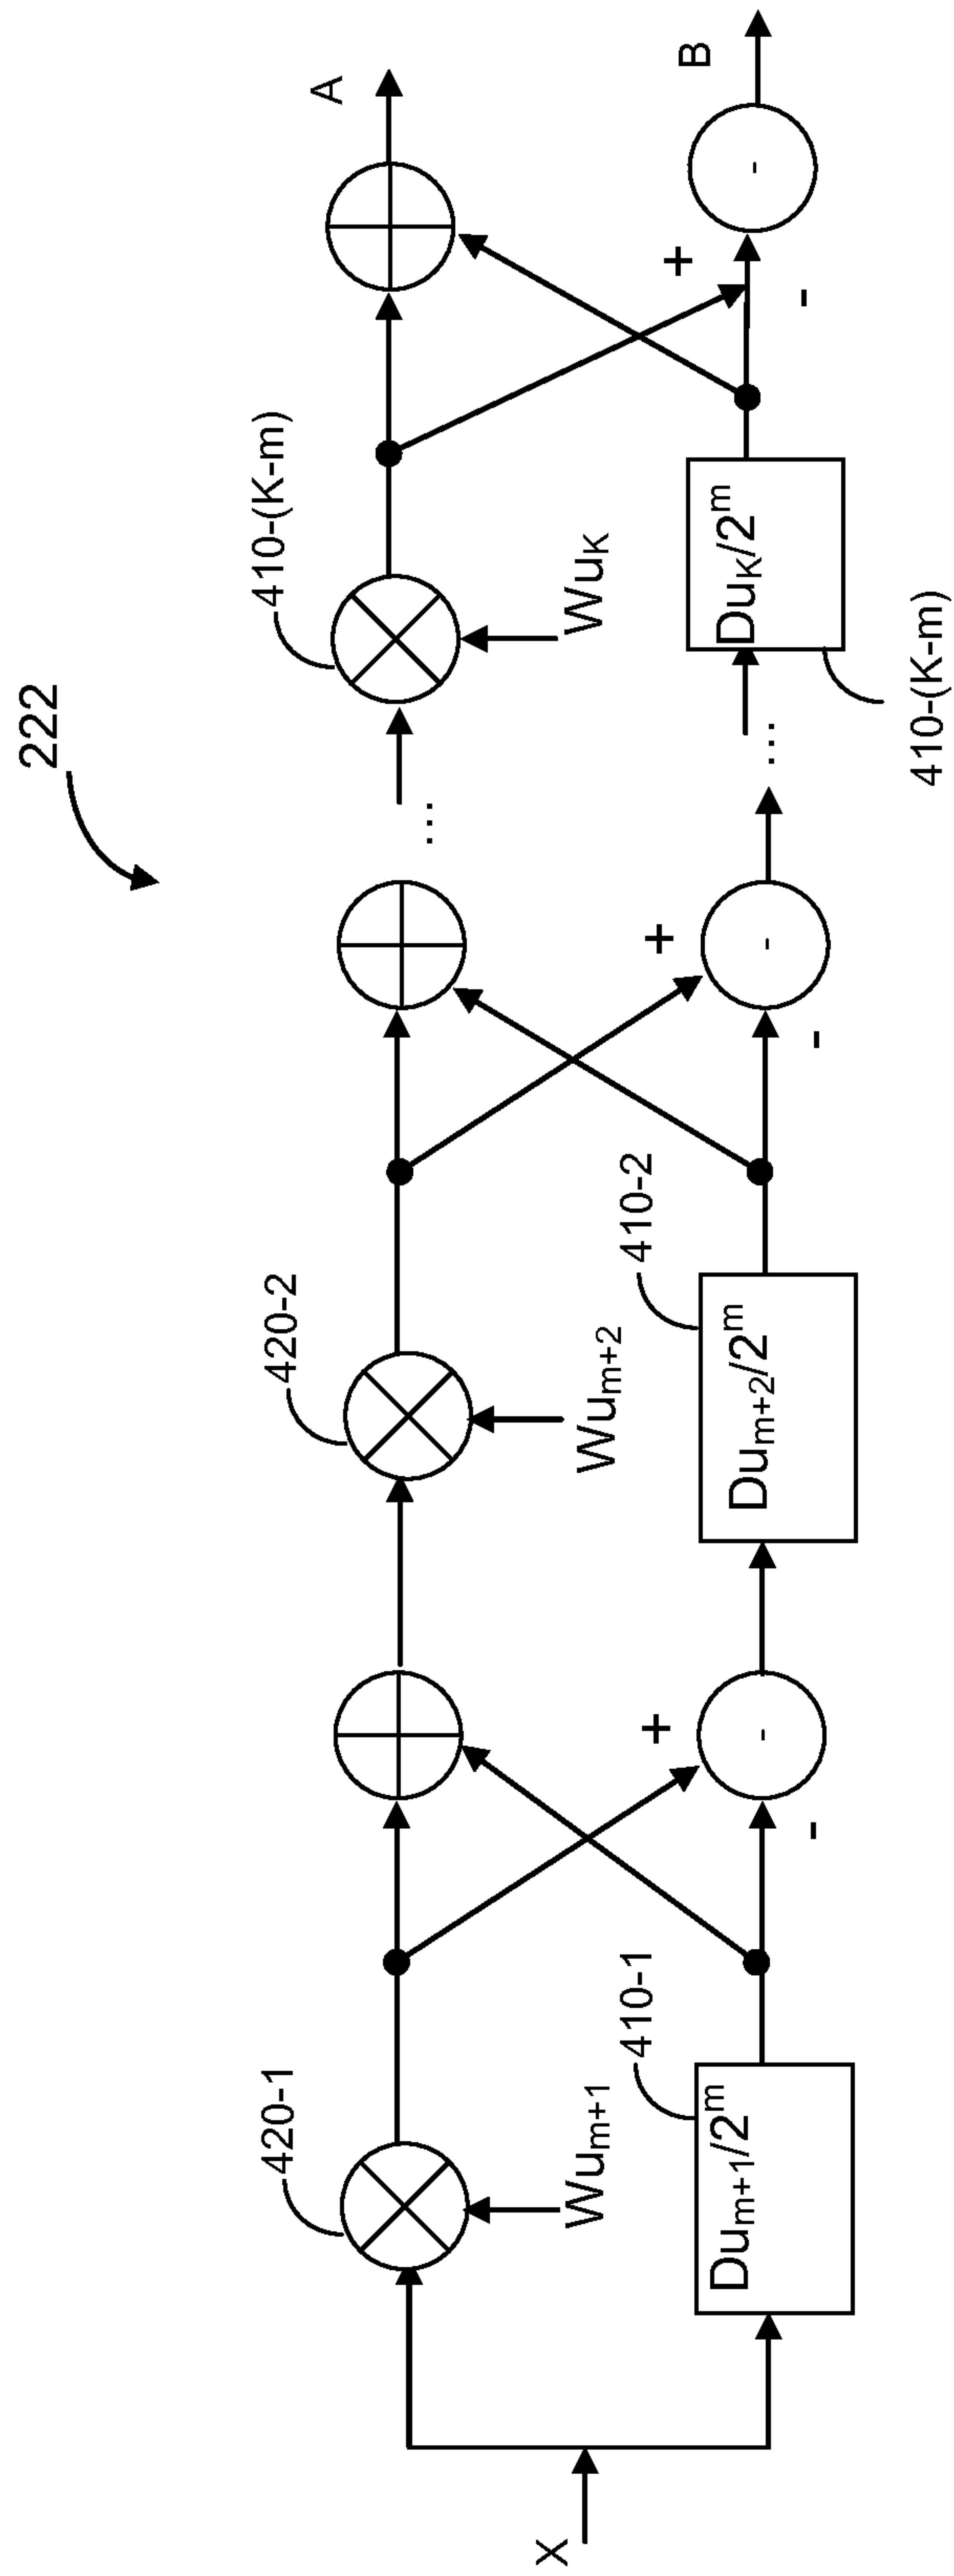 222
X
420-1
Wu_{m+1}
410-1
Du_{m+1}/2^m
+
-
-
420-2
Wu_{m+2}
410-2
Du_{m+2}/2^m
+
-
-
...
...
410-(K-m)
Wu_K
Du_K/2^m
410-(K-m)
+
-
-
A
B